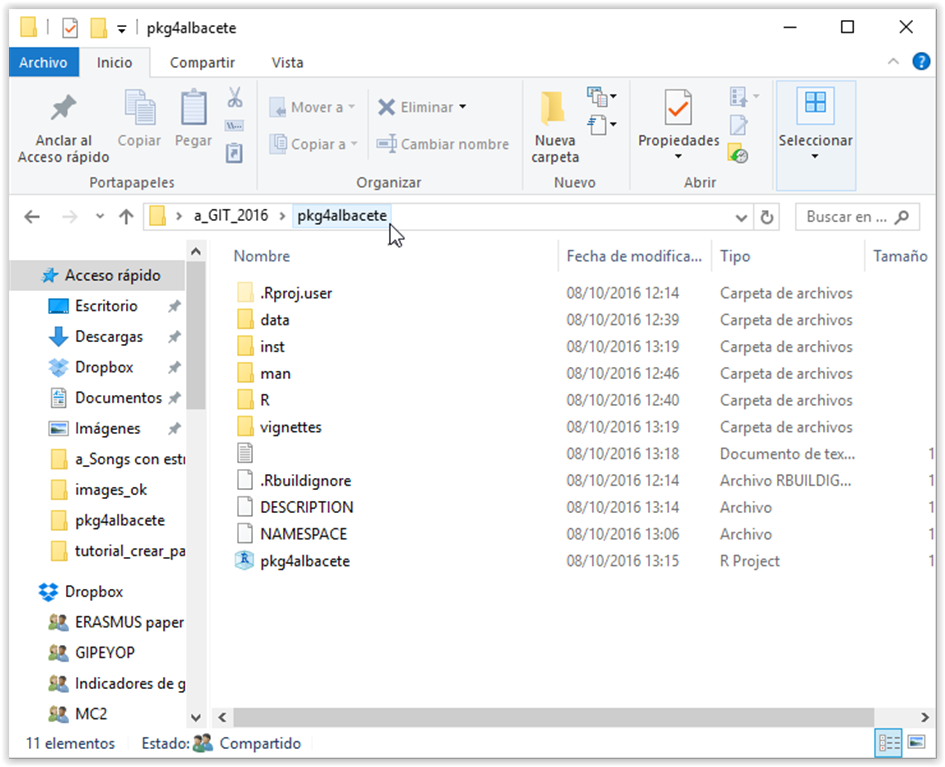 pkg4albacete
Archivo Inicio Compartir Vista
Anclar al Acceso rápido
Copiar
Pegar
Portapapeles
Mover a
Copiar a
Eliminar
Cambiar nombre
Organizar
Nueva carpeta
Nuevo
Propiedades
Abrir
Seleccionar
a_GIT_2016 pkg4albacete
Buscar en ...
Acceso rápido
Escritorio
Descargas
Dropbox
Documentos
Imágenes
a_Songs con estr
images_ok
pkg4albacete
tutorial_crear_pa
Dropbox
ERASMUS paper
GIPEYOP
Indicadores de g
MC2
Nombre Fecha de modifica... Tipo Tamaño
.Rproj.user 08/10/2016 12:14 Carpeta de archivos
data 08/10/2016 12:39 Carpeta de archivos
inst 08/10/2016 13:19 Carpeta de archivos
man 08/10/2016 12:46 Carpeta de archivos
R 08/10/2016 12:40 Carpeta de archivos
vignettes 08/10/2016 13:19 Carpeta de archivos
08/10/2016 13:18 Documento de tex... 1
.Rbuildignore 08/10/2016 12:14 Archivo RBUILDIG... 1
DESCRIPTION 08/10/2016 13:14 Archivo 1
NAMESPACE 08/10/2016 13:06 Archivo 1
pkg4albacete 08/10/2016 13:15 R Project 1
11 elementos Estado: Compartido